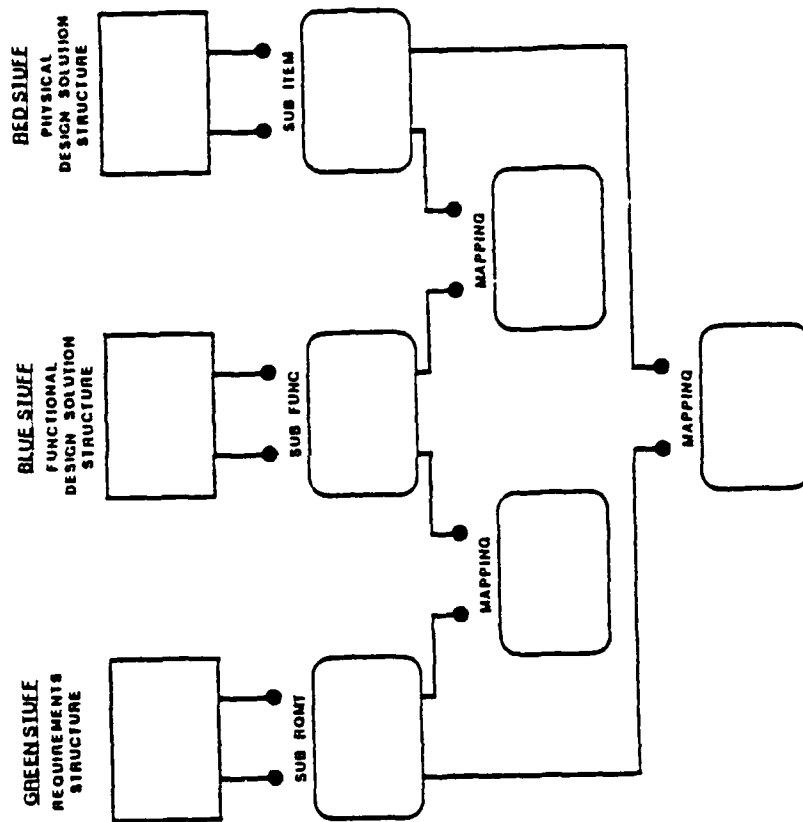 GREEN STUFF
REQUIREMENTS
STRUCTURE
BLUE STUFF
FUNCTIONAL
DESIGN SOLUTION
STRUCTURE
RED STUFF
PHYSICAL
DESIGN SOLUTION
STRUCTURE
SUB RQMT
SUB FUNC
SUB ITEM
MAPPING
MAPPING
MAPPING